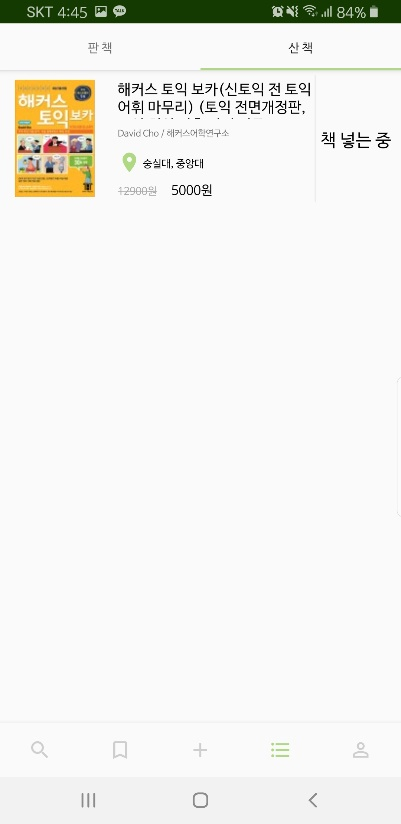 SKT 4:45
84%
판 책
산 책
해커스 토익 보카(신토익 전 토익
어휘 마무리) (토익 전면개정판,
해커스
토익 보카
David Cho / 해커스어학연구소
책 넣는 중
숭실대, 중앙대
12900원 5000원